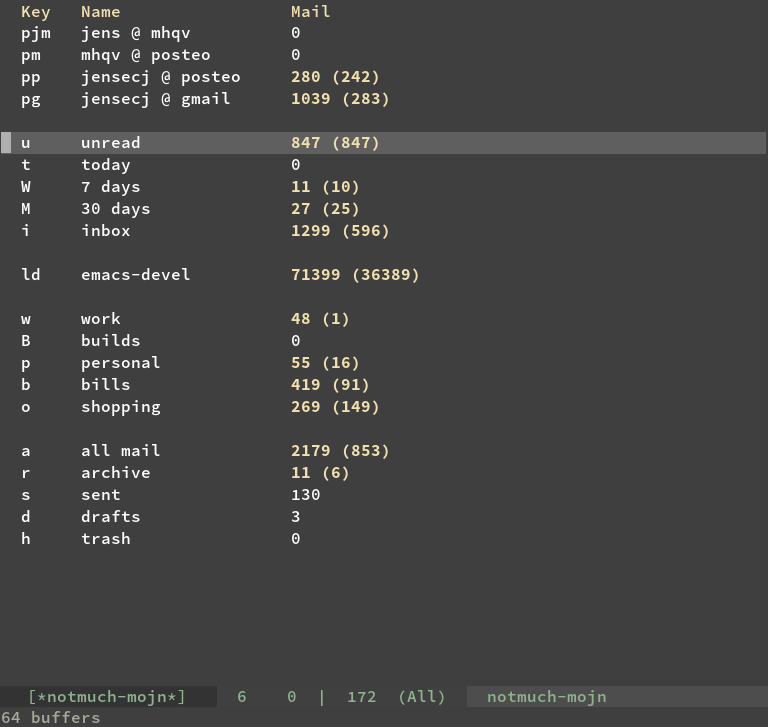 Key Name Mail
pjm jens @ mhqv 0
pm mhqv @ posteo 0
pp jensecj @ posteo 280 (242)
pg jensecj @ gmail 1039 (283)
u unread 847 (847)
t today 0
W 7 days 11 (10)
M 30 days 27 (25)
i inbox 1299 (596)
ld emacs-devel 71399 (36389)
w work 48 (1)
B builds 0
p personal 55 (16)
b bills 419 (91)
o shopping 269 (149)
a all mail 2179 (853)
r archive 11 (6)
s sent 130
d drafts 3
h trash 0
[*notmuch-mojn*] 6 0 | 172 (All) notmuch-mojn
64 buffers